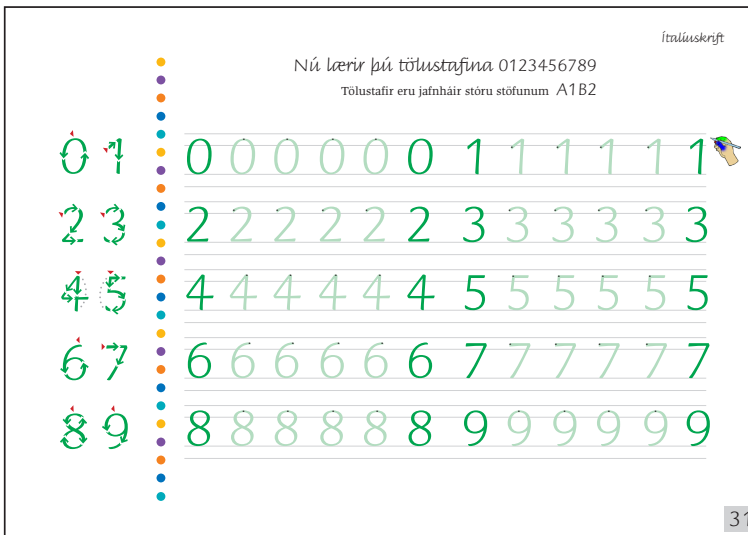 Ítalíuskrift
Nú lærir þú tölustafina 0123456789
Tölustafir eru jafnháir stóru stöfunum A1B2
0 1 0 0 0 0 0 0 1 1 1 1 1 1
2 3 2 2 2 2 2 2 3 3 3 3 3 3
4 5 4 4 4 4 4 4 5 5 5 5 5 5
6 7 6 6 6 6 6 6 7 7 7 7 7 7
8 9 8 8 8 8 8 8 9 9 9 9 9 9
31